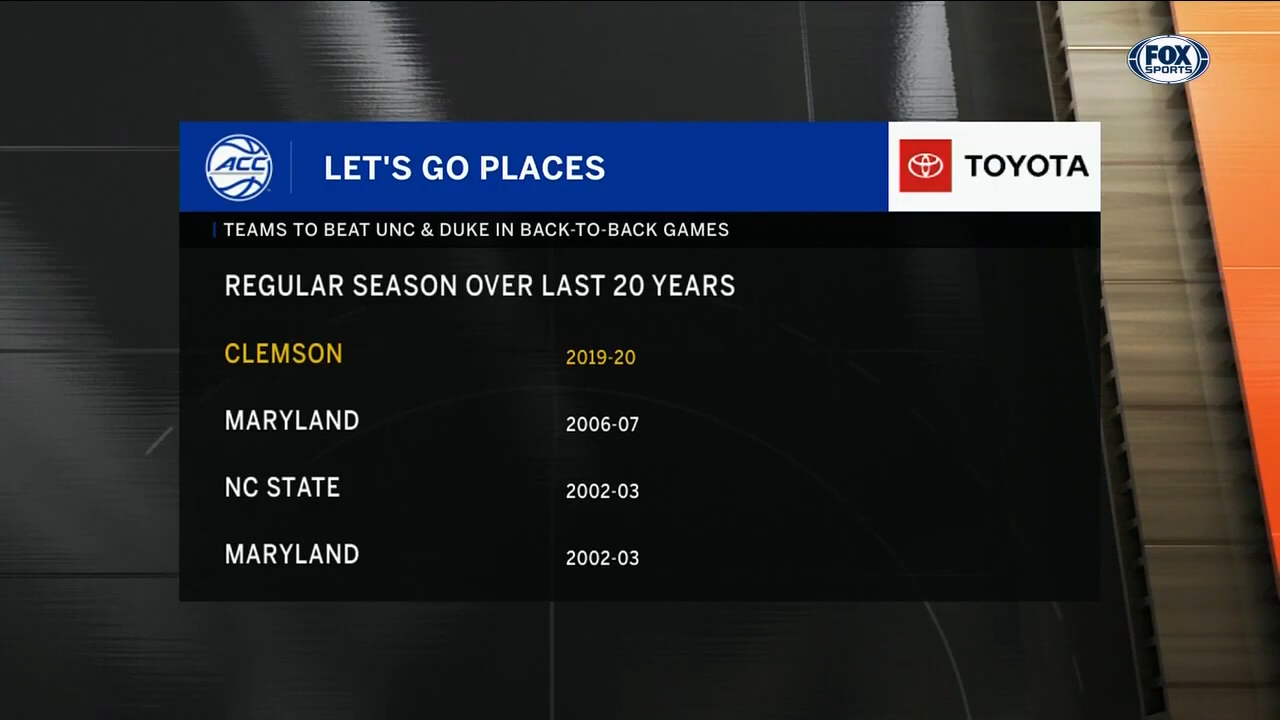 FOX
SPORTS
ACC
LET'S GO PLACES
TOYOTA
TEAMS TO BEAT UNC & DUKE IN BACK-TO-BACK GAMES
REGULAR SEASON OVER LAST 20 YEARS
CLEMSON 2019-20
MARYLAND 2006-07
NC STATE 2002-03
MARYLAND 2002-03